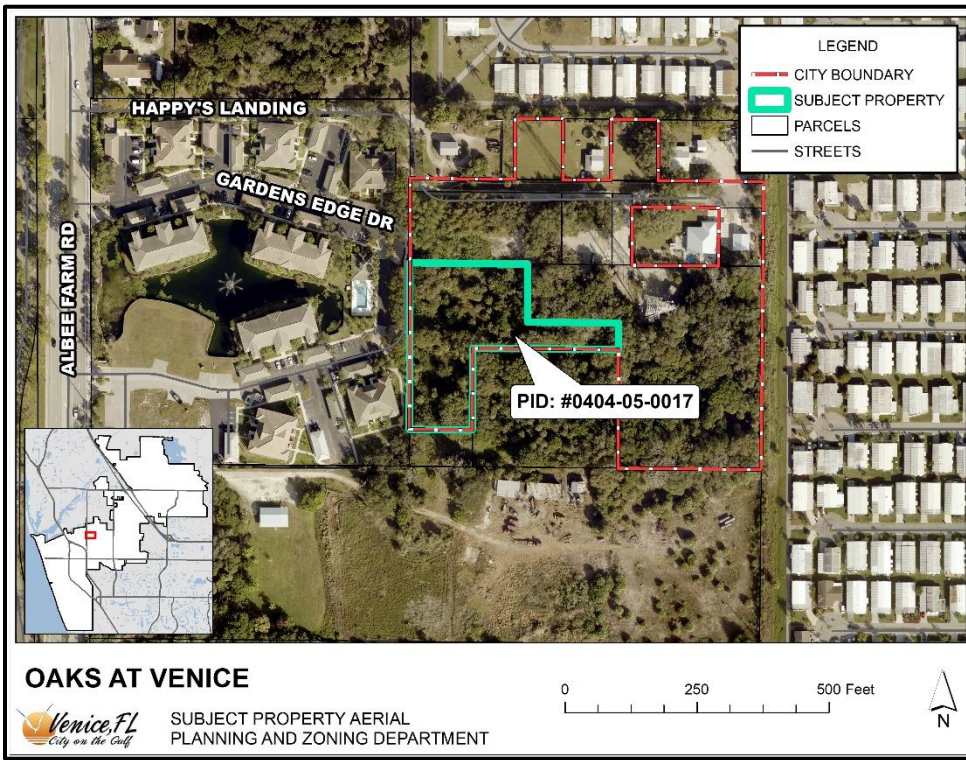 LEGEND
CITY BOUNDARY
SUBJECT PROPERTY
PARCELS
STREETS
HAPPY'S LANDING
GARDENS EDGE DR
ALBEE FARM RD
PID: #0404-05-0017
OAKS AT VENICE
Venice, FL
City on the Gulf
SUBJECT PROPERTY AERIAL
PLANNING AND ZONING DEPARTMENT
0 250 500 Feet
N